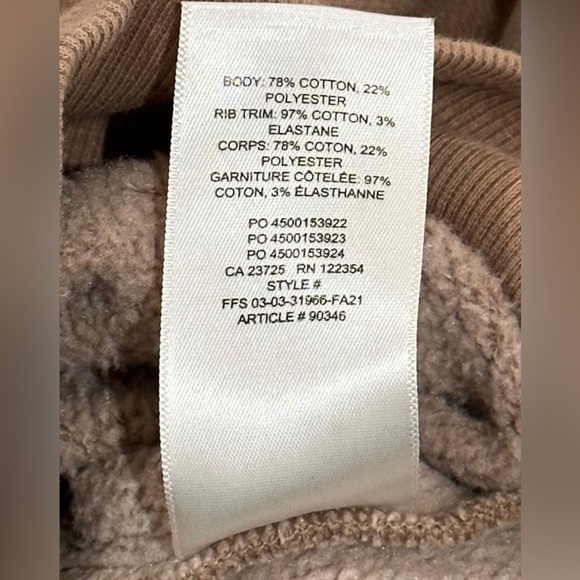 BODY: 78% COTTON, 22%
POLYESTER
RIB TRIM: 97% COTTON, 3%
ELASTANE
CORPS: 78% COTON, 22%
POLYESTER
GARNITURE CÔTELÉE: 97%
COTON, 3% ÉLASTHANNE
PO 4500153922
PO 4500153923
PO 4500153924
CA 23725 RN 122354
STYLE #
FFS 03-03-31966-FA21
ARTICLE # 90346